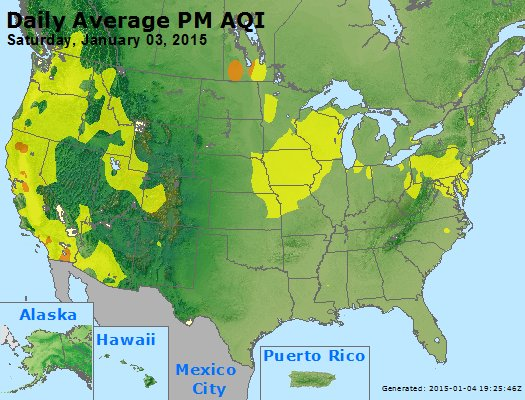 Daily Average PM AQI
Saturday, January 03, 2015
Alaska
Hawaii
Mexico
City
Puerto Rico
Generated: 2015-01-04 19:25:46Z